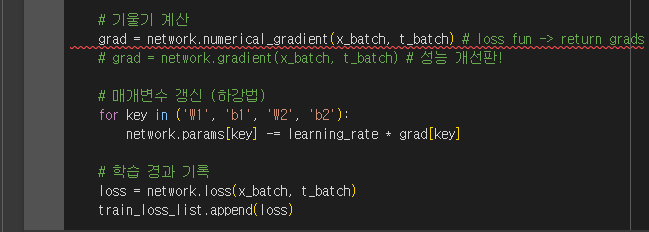 # 기울기 계산
grad = network.numerical_gradient(x_batch, t_batch) # loss fun -> return grads
# grad = network.gradient(x_batch, t_batch) # 성능 개선판!
# 매개변수 갱신 (하강법)
for key in ('W1', 'b1', 'W2', 'b2'):
network.params[key] -= learning_rate * grad[key]
# 학습 경과 기록
loss = network.loss(x_batch, t_batch)
train_loss_list.append(loss)